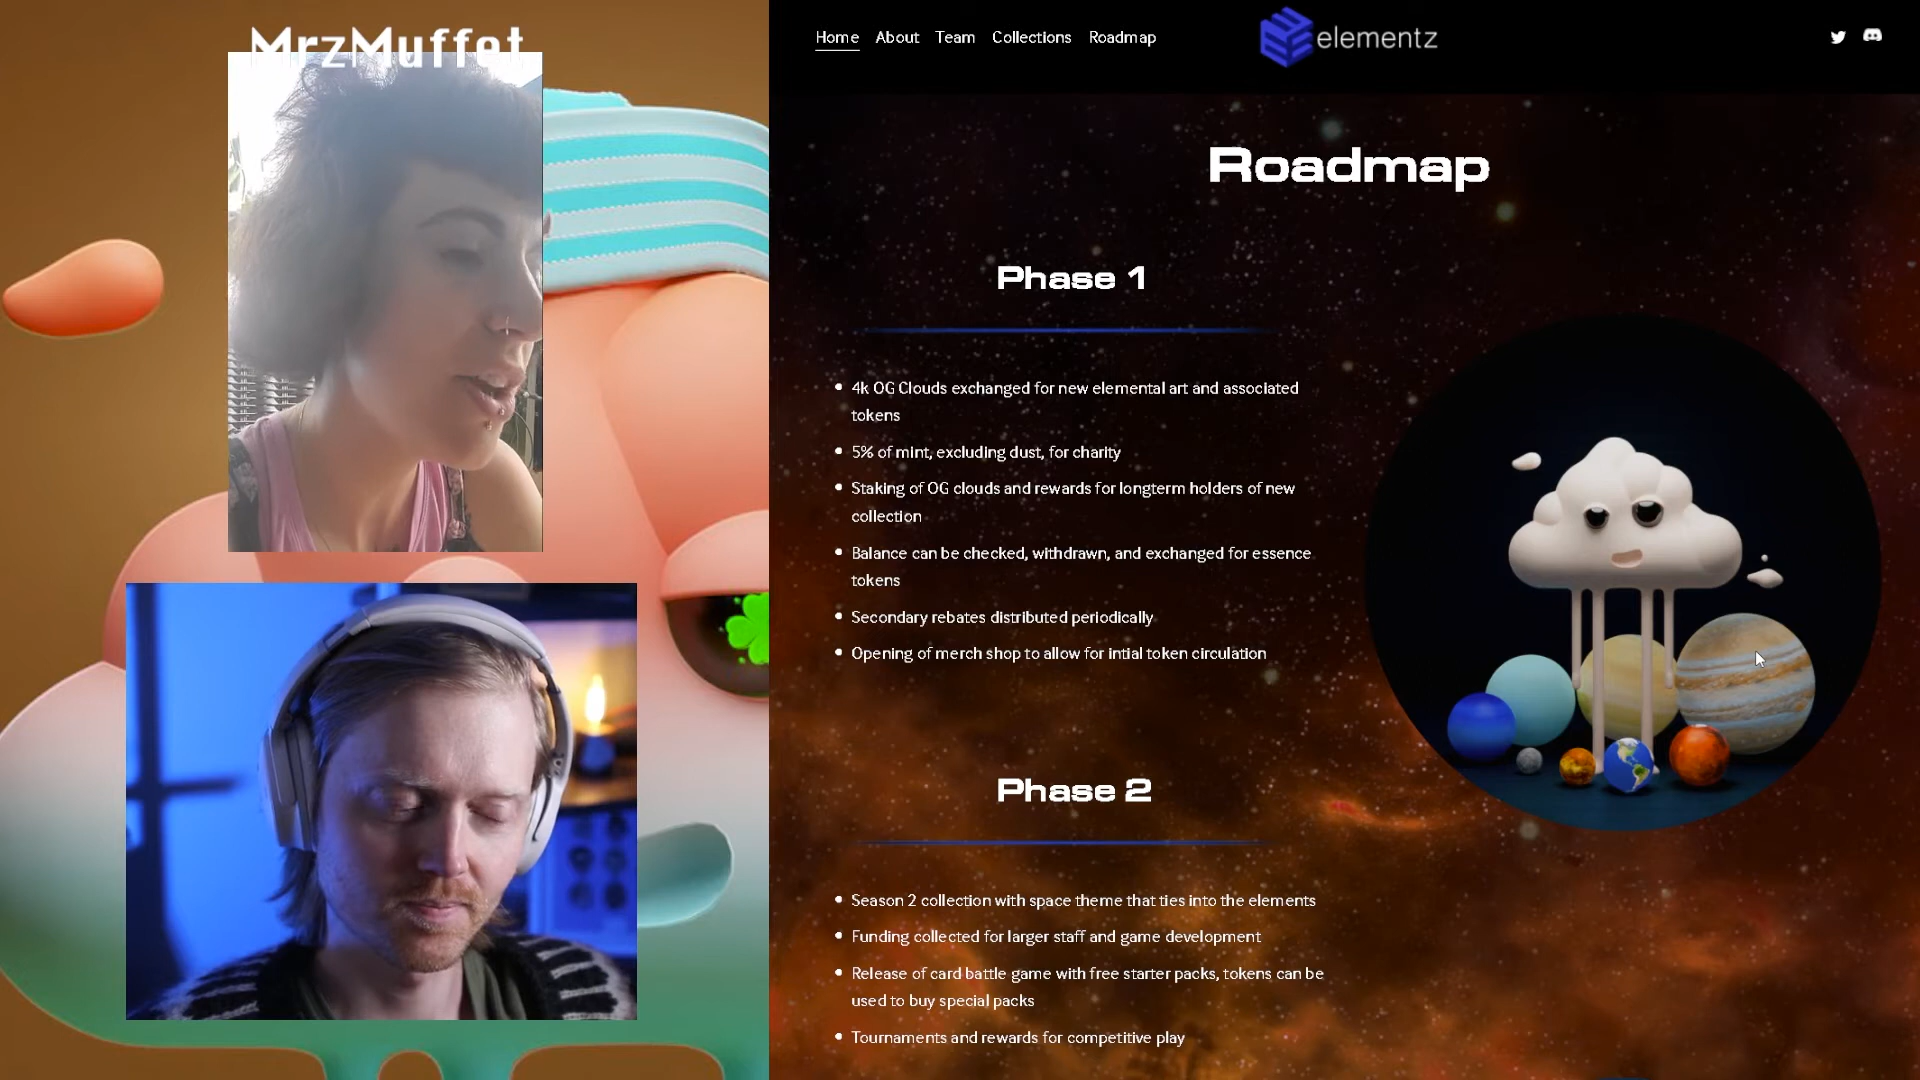 MrzMuffet
Home About Team Collections Roadmap
elementz
Roadmap
Phase 1
4k OG Clouds exchanged for new elemental art and associated
tokens
5% of mint, excluding dust, for charity
Staking of OG clouds and rewards for longterm holders of new
collection
Balance can be checked, withdrawn, and exchanged for essence
tokens
Secondary rebates distributed periodically
Opening of merch shop to allow for intial token circulation
Phase 2
Season 2 collection with space theme that ties into the elements
Funding collected for larger staff and game development
Release of card battle game with free starter packs, tokens can be
used to buy special packs
Tournaments and rewards for competitive play